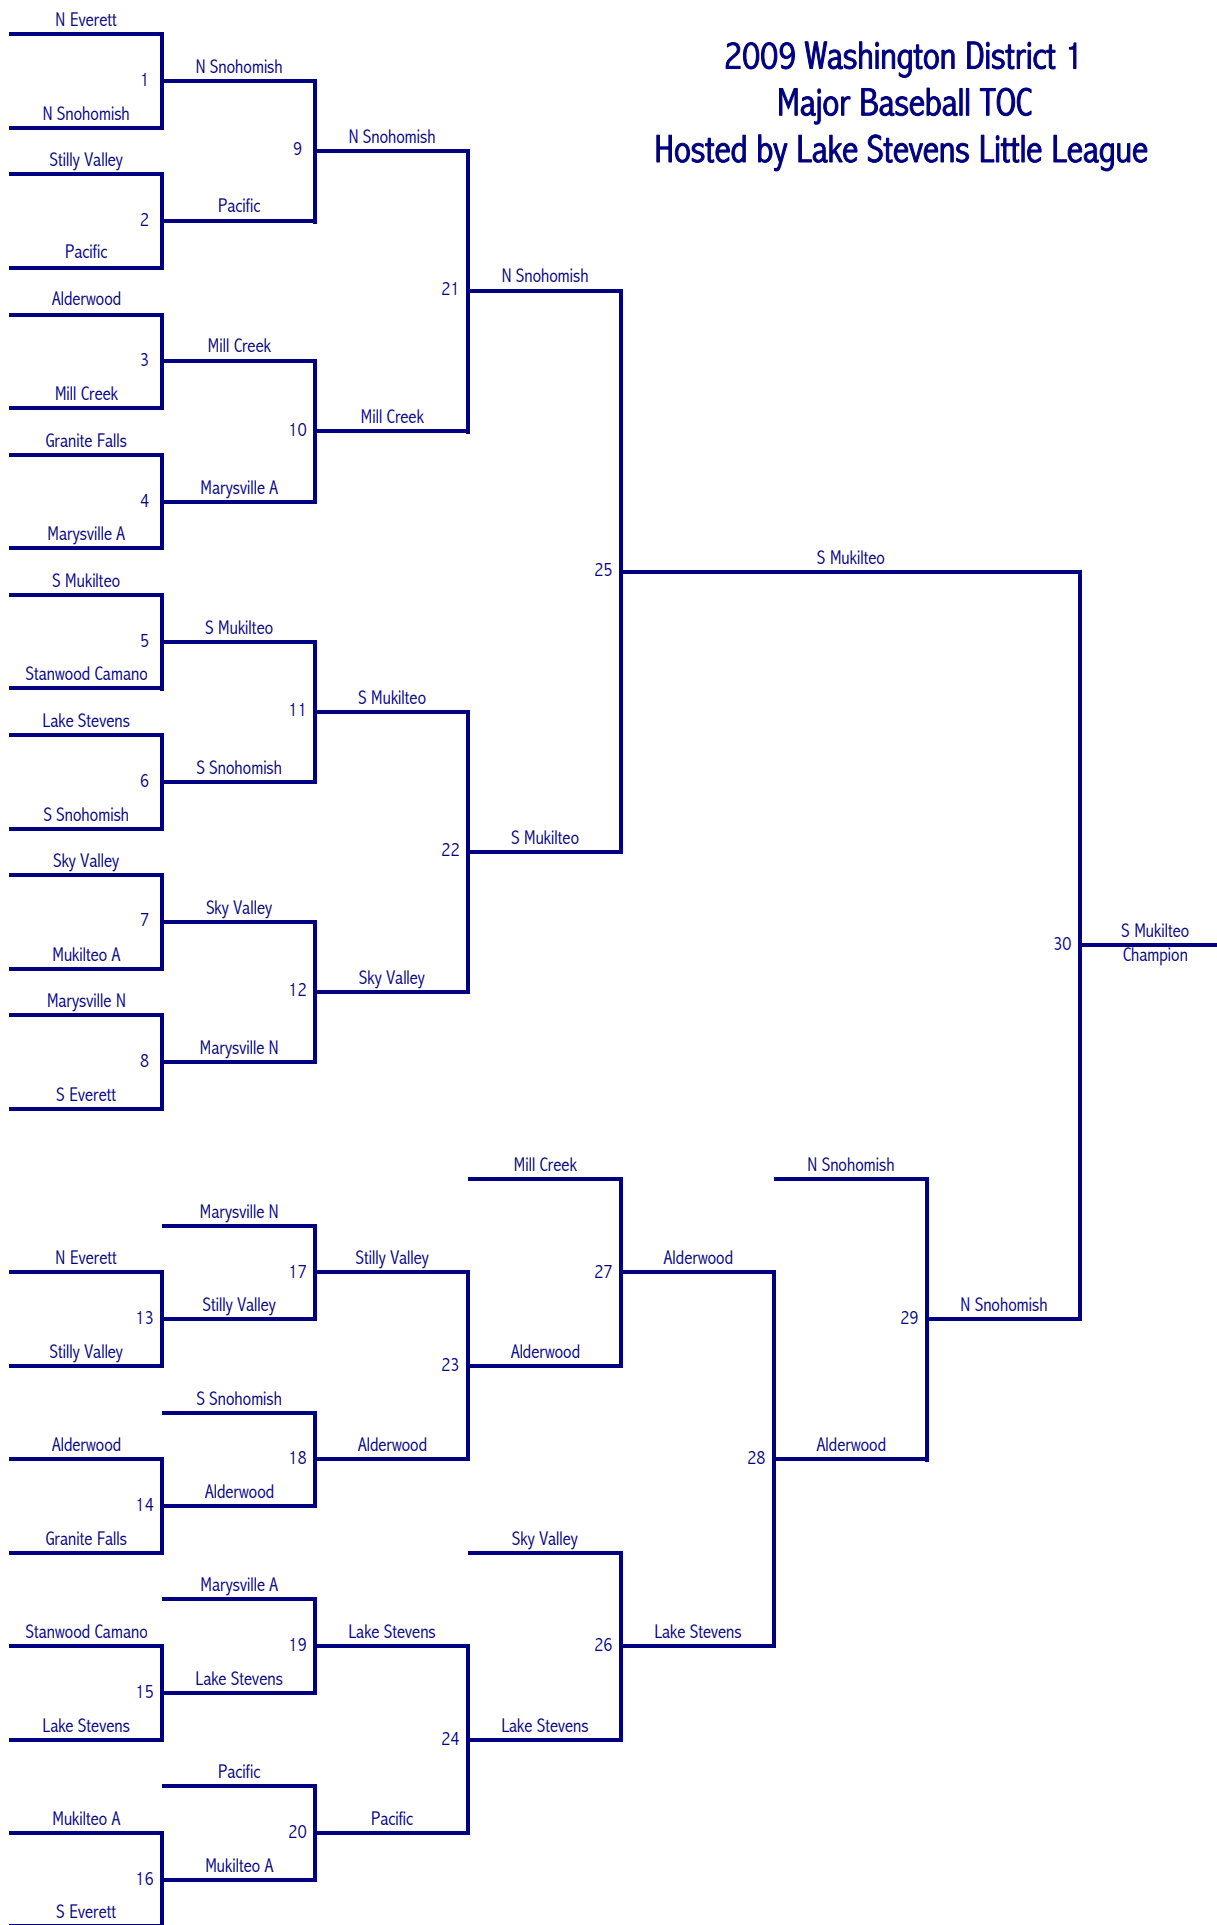 N Everett
2009 Washington District 1
Major Baseball TOC
Hosted by Lake Stevens Little League
N Snohomish
1
N Snohomish
N Snohomish
9
Stilly Valley
Pacific
2
Pacific
N Snohomish
21
Alderwood
Mill Creek
3
Mill Creek
Mill Creek
10
Granite Falls
Marysville A
4
Marysville A
S Mukilteo
25
S Mukilteo
S Mukilteo
5
Stanwood Camano
S Mukilteo
11
Lake Stevens
S Snohomish
6
S Snohomish
S Mukilteo
22
Sky Valley
Sky Valley
7
Mukilteo A
Sky Valley
12
Marysville N
Marysville N
8
S Everett
S Mukilteo
30
Champion
Mill Creek
N Snohomish
Marysville N
N Everett
17
Stilly Valley
27
Alderwood
Stilly Valley
13
29
N Snohomish
Stilly Valley
23
Alderwood
S Snohomish
Alderwood
18
Alderwood
28
Alderwood
Alderwood
14
Granite Falls
Sky Valley
Marysville A
Stanwood Camano
19
Lake Stevens
26
Lake Stevens
Lake Stevens
15
Lake Stevens
24
Lake Stevens
Pacific
Mukilteo A
20
Pacific
Mukilteo A
16
S Everett